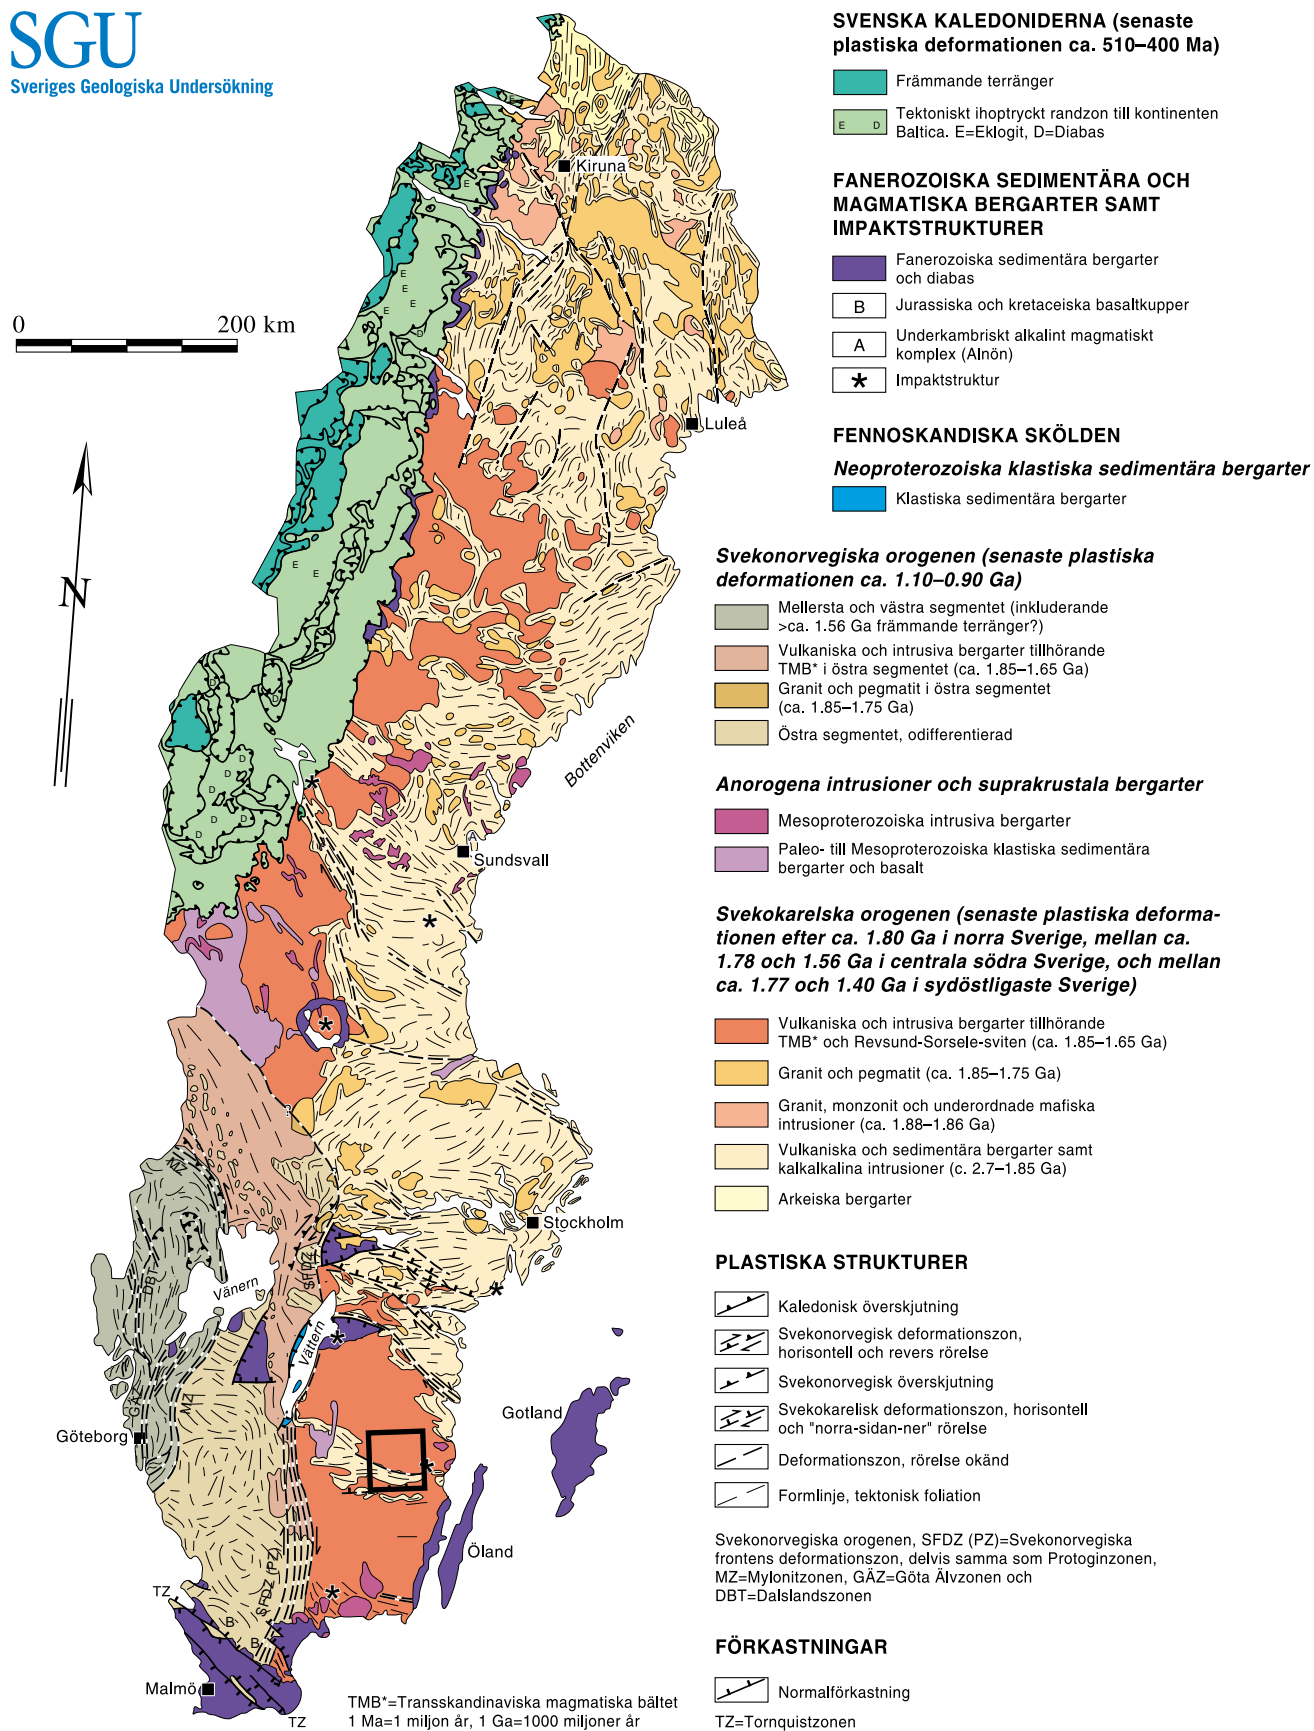 SGU
Sveriges Geologiska Undersökning
0 200 km
N
Kiruna
Luleå
Bottenviken
A
Sundsvall
Stockholm
Vänern
Vättern
Göteborg
Gotland
Öland
Malmö
MZ
DBT
GÄZ
MZ
SFDZ
SFDZ (PZ)
TZ
B
B
TZ
?
E
E
E
E
E
E
D
E
E
D
D
D
D
D
D
D
TMB*=Transskandinaviska magmatiska bältet
1 Ma=1 miljon år, 1 Ga=1000 miljoner år
SVENSKA KALEDONIDERNA (senaste
plastiska deformationen ca. 510–400 Ma)
Främmande terränger
E D Tektoniskt ihoptryckt randzon till kontinenten
Baltica. E=Eklogit, D=Diabas
FANEROZOISKA SEDIMENTÄRA OCH
MAGMATISKA BERGARTER SAMT
IMPAKTSTRUKTURER
Fanerozoiska sedimentära bergarter
och diabas
B Jurassiska och kretaceiska basaltkupper
A Underkambriskt alkalint magmatiskt
komplex (Alnön)
* Impaktstruktur
FENNOSKANDISKA SKÖLDEN
Neoproterozoiska klastiska sedimentära bergarter
Klastiska sedimentära bergarter
Svekonorvegiska orogenen (senaste plastiska
deformationen ca. 1.10–0.90 Ga)
Mellersta och västra segmentet (inkluderande
>ca. 1.56 Ga främmande terränger?)
Vulkaniska och intrusiva bergarter tillhörande
TMB* i östra segmentet (ca. 1.85–1.65 Ga)
Granit och pegmatit i östra segmentet
(ca. 1.85–1.75 Ga)
Östra segmentet, odifferentierad
Anorogena intrusioner och suprakrustala bergarter
Mesoproterozoiska intrusiva bergarter
Paleo- till Mesoproterozoiska klastiska sedimentära
bergarter och basalt
Svekokarelska orogenen (senaste plastiska deforma-
tionen efter ca. 1.80 Ga i norra Sverige, mellan ca.
1.78 och 1.56 Ga i centrala södra Sverige, och mellan
ca. 1.77 och 1.40 Ga i sydöstligaste Sverige)
Vulkaniska och intrusiva bergarter tillhörande
TMB* och Revsund-Sorsele-sviten (ca. 1.85–1.65 Ga)
Granit och pegmatit (ca. 1.85–1.75 Ga)
Granit, monzonit och underordnade mafiska
intrusioner (ca. 1.88–1.86 Ga)
Vulkaniska och sedimentära bergarter samt
kalkalkalina intrusioner (c. 2.7–1.85 Ga)
Arkeiska bergarter
PLASTISKA STRUKTURER
Kaledonisk överskjutning
Svekonorvegisk deformationszon,
horisontell och revers rörelse
Svekonorvegisk överskjutning
Svekokarelisk deformationszon, horisontell
och "norra-sidan-ner" rörelse
Deformationszon, rörelse okänd
Formlinje, tektonisk foliation
Svekonorvegiska orogenen, SFDZ (PZ)=Svekonorvegiska
frontens deformationszon, delvis samma som Protoginzonen,
MZ=Mylonitzonen, GÄZ=Göta Älvzonen och
DBT=Dalslandszonen
FÖRKASTNINGAR
Normalförkastning
TZ=Tornquistzonen